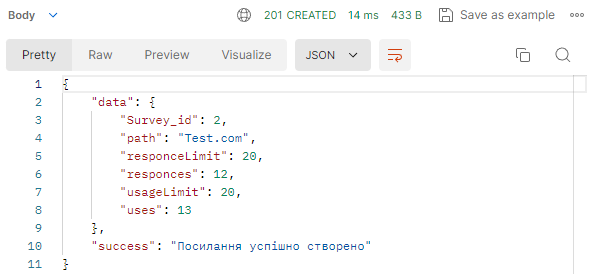 Body 201 CREATED 14 ms 433 B Save as example
Pretty Raw Preview Visualize JSON
1 {
2 "data": {
3 "Survey_id": 2,
4 "path": "Test.com",
5 "responceLimit": 20,
6 "responces": 12,
7 "usageLimit": 20,
8 "uses": 13
9 },
10 "success": "Посилання успішно створено"
11 }